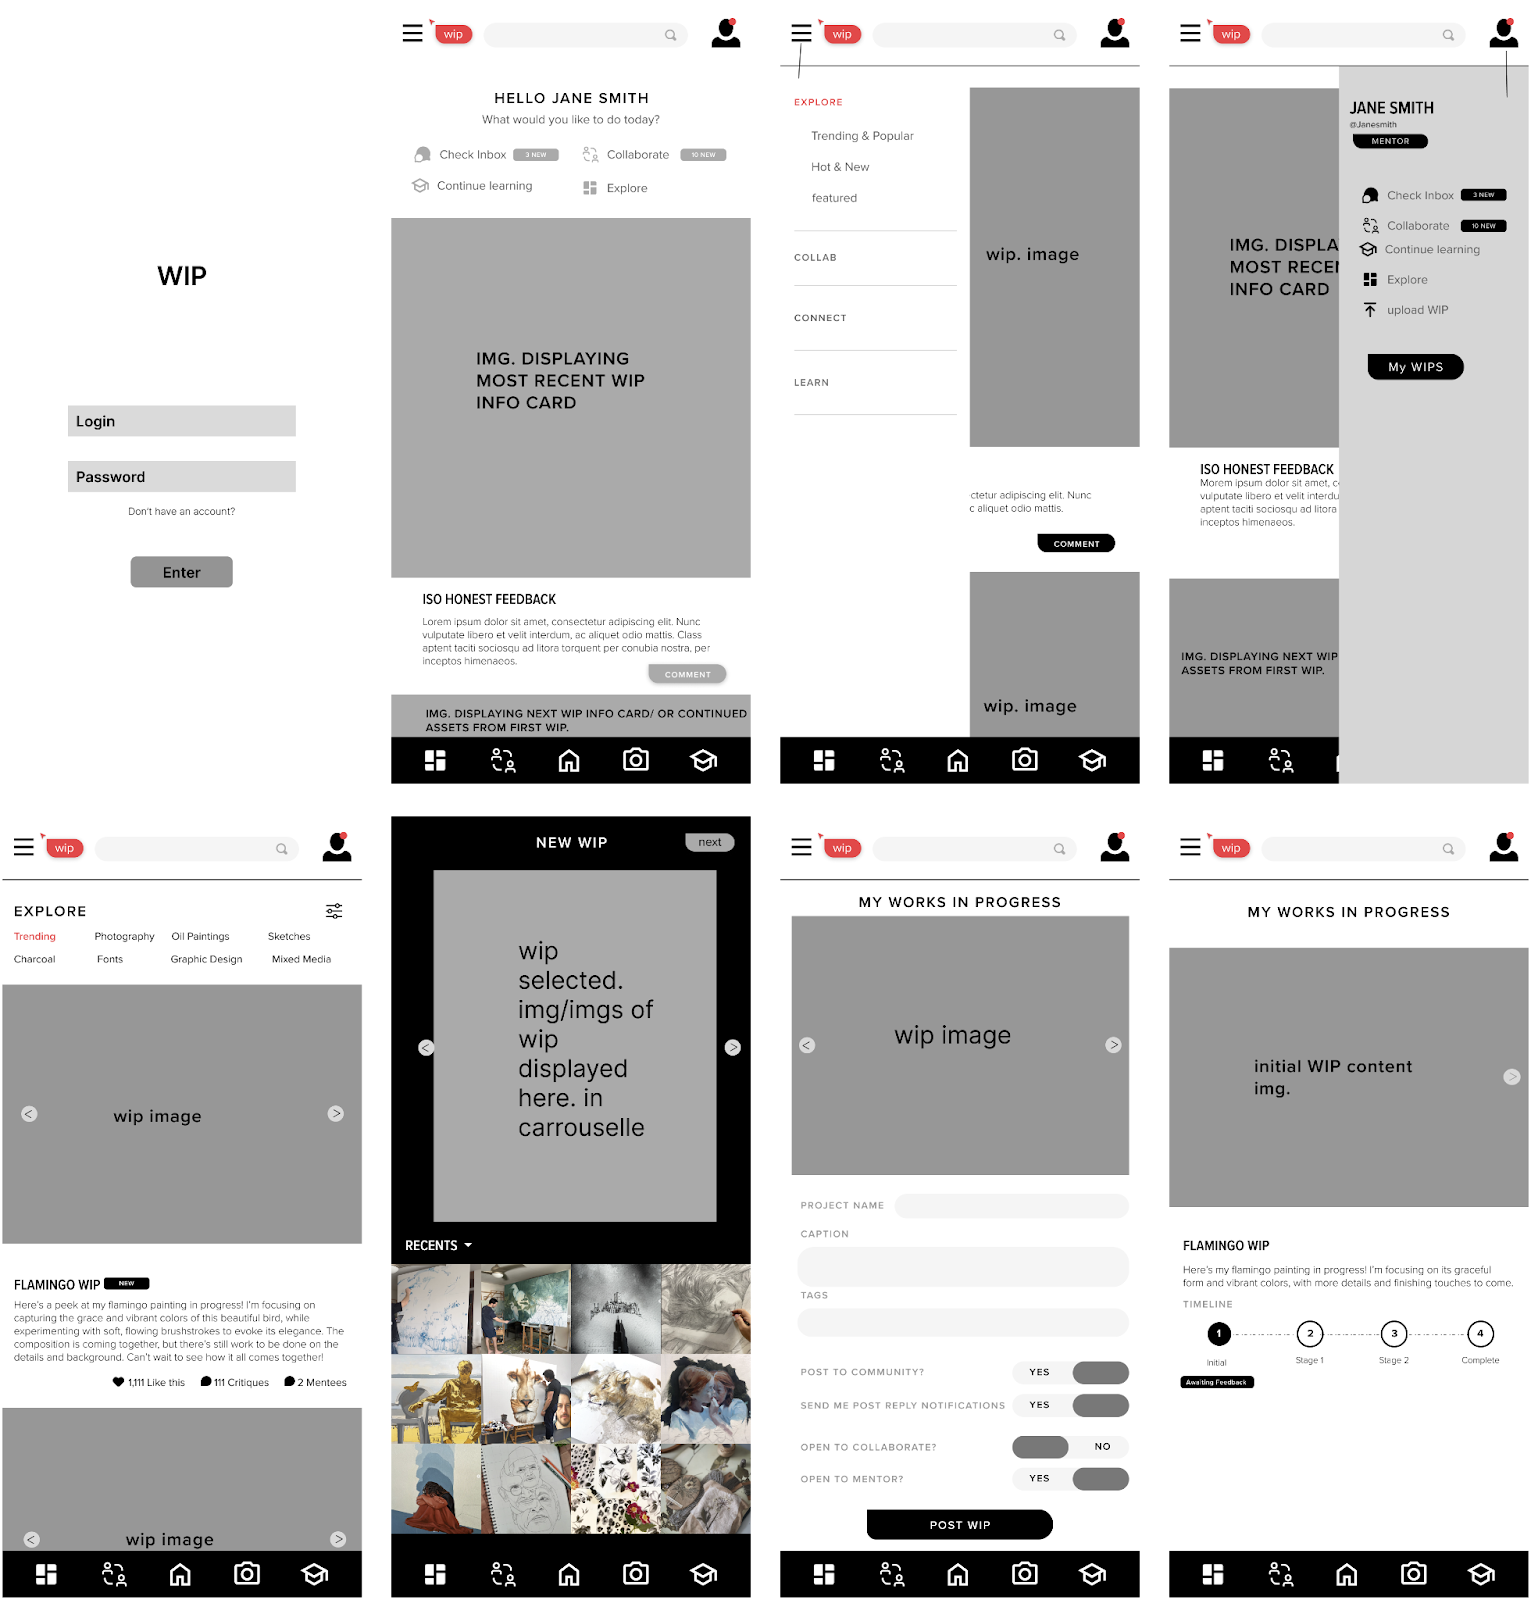 WIP
Login
Password
Don't have an account?
Enter
wip
HELLO JANE SMITH
What would you like to do today?
Check Inbox 3 NEW
Collaborate 10 NEW
Continue learning
Explore
IMG. DISPLAYING
MOST RECENT WIP
INFO CARD
ISO HONEST FEEDBACK
Lorem ipsum dolor sit amet, consectetur adipiscing elit. Nunc
vulputate libero et velit interdum, ac aliquet odio mattis. Class
aptent taciti sociosqu ad litora torquent per conubia nostra, per
inceptos himenaeos.
COMMENT
IMG. DISPLAYING NEXT WIP INFO CARD/ OR CONTINUED
ASSETS FROM FIRST WIP.
wip
EXPLORE
Trending & Popular
Hot & New
featured
COLLAB
CONNECT
LEARN
wip. image
ctetur adipiscing elit. Nunc
c aliquet odio mattis.
COMMENT
wip. image
wip
IMG. DISPLA
MOST RECEN
INFO CARD
ISO HONEST FEEDBACK
Morem ipsum dolor sit amet, c
vulputate libero et velit interdu
aptent taciti sociosqu ad litora
inceptos himenaeos.
IMG. DISPLAYING NEXT WIP
ASSETS FROM FIRST WIP.
JANE SMITH
@Janesmith
MENTOR
Check Inbox 3 NEW
Collaborate 10 NEW
Continue learning
Explore
upload WIP
My WIPS
wip
EXPLORE
Trending Photography Oil Paintings Sketches
Charcoal Fonts Graphic Design Mixed Media
< wip image >
FLAMINGO WIP NEW
Here's a peek at my flamingo painting in progress! I'm focusing on
capturing the grace and vibrant colors of this beautiful bird, while
experimenting with soft, flowing brushstrokes to evoke its elegance. The
composition is coming together, but there's still work to be done on the
details and background. Can't wait to see how it all comes together!
1,111 Like this 111 Critiques 2 Mentees
< wip image >
NEW WIP
next
wip
selected.
img/imgs of
wip
displayed
here. in
carrouselle
< >
RECENTS
wip
MY WORKS IN PROGRESS
< wip image >
PROJECT NAME
CAPTION
TAGS
POST TO COMMUNITY? YES
SEND ME POST REPLY NOTIFICATIONS YES
OPEN TO COLLABORATE? NO
OPEN TO MENTOR? YES
POST WIP
wip
MY WORKS IN PROGRESS
initial WIP content
img.
>
FLAMINGO WIP
Here's my flamingo painting in progress! I'm focusing on its graceful
form and vibrant colors, with more details and finishing touches to come.
TIMELINE
1 2 3 4
Initial Stage 1 Stage 2 Complete
Awaiting Feedback